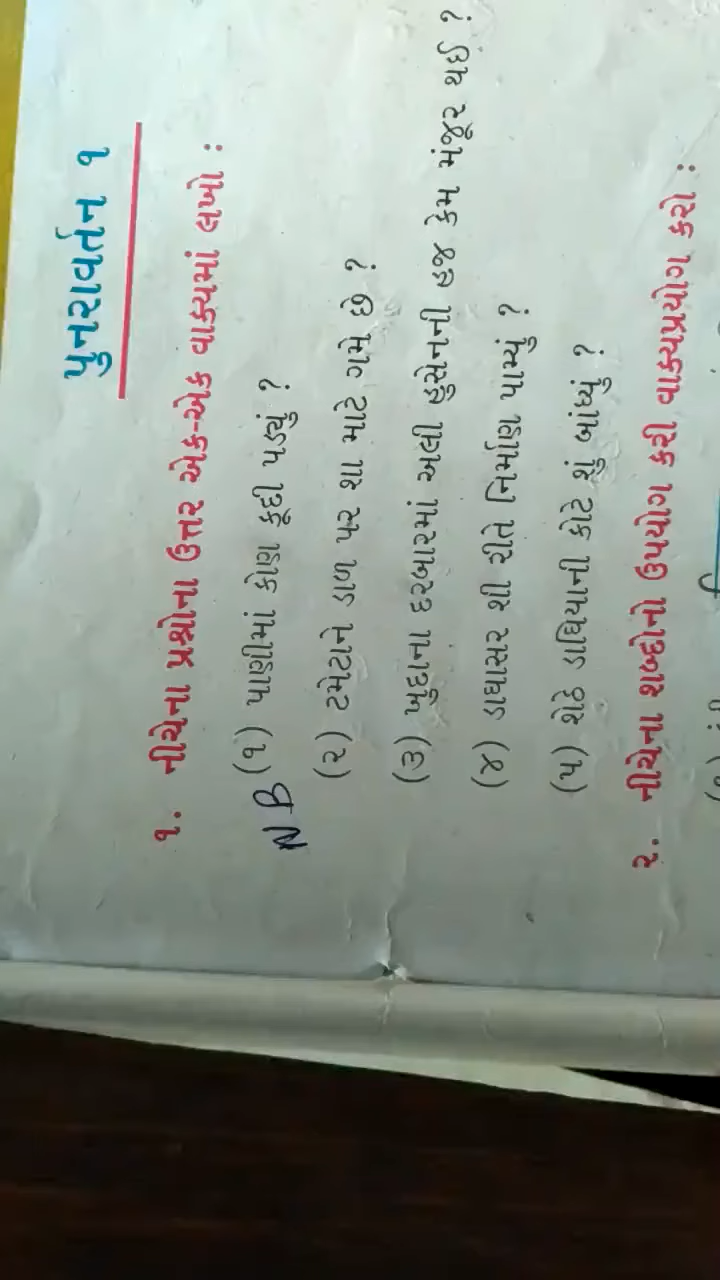 પુનરાવર્તન ૧
૧. નીચેના પ્રશ્નોના ઉત્તર એક-એક વાક્યમાં લખો :
NB (૧) પાણીમાં કોણ કૂદી પડ્યું ?
(૨) ટમેટાને ડાળ પર શા માટે ગમે છે ?
(૩) ખુદાના દરબારમાં અલી હુસેનની હજ કેમ મંજૂર થઈ ?
(૪) ડાઘાસર શી રીતે નિર્માણ પામ્યું ?
(૫) શેઠે ડાઘિયાની કોટે શું બાંધ્યું ?
૨. નીચેના શબ્દોનો ઉપયોગ કરી વાક્યપ્રયોગ કરો :